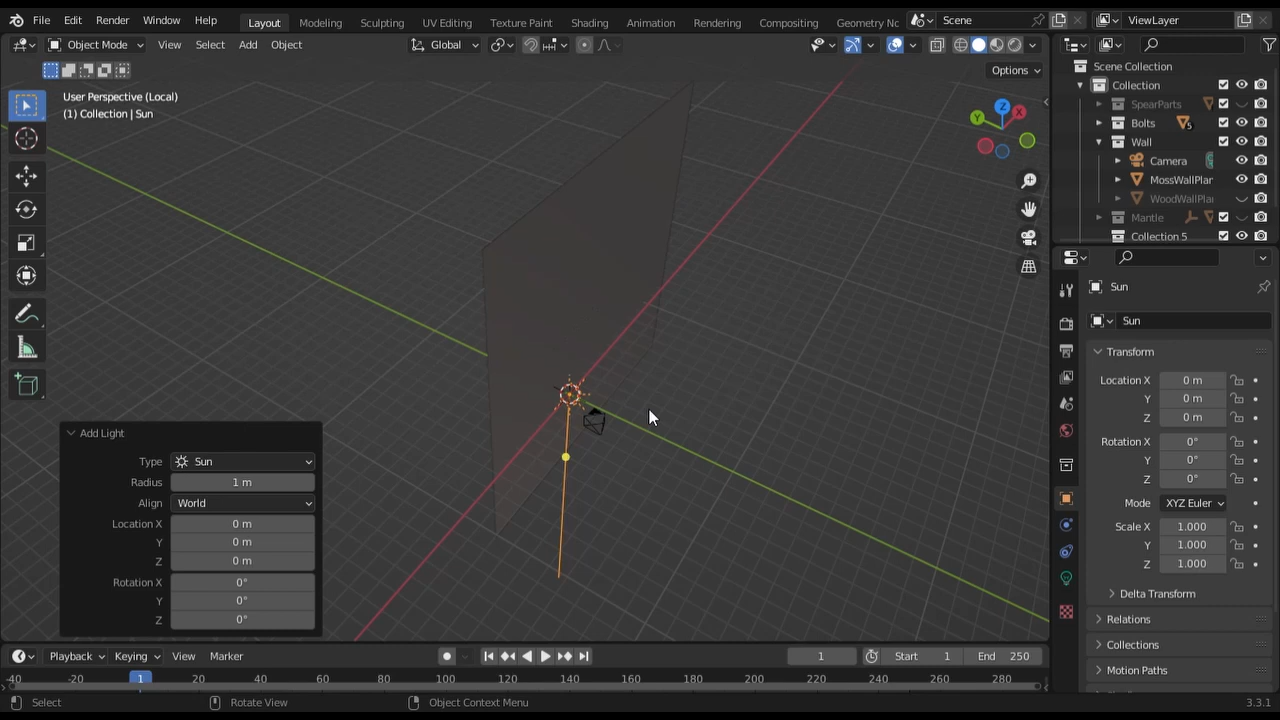 File Edit Render Window Help Layout Modeling Sculpting UV Editing Texture Paint Shading Animation Rendering Compositing Geometry Nc Scene ViewLayer
Object Mode View Select Add Object Global
Options
User Perspective (Local)
(1) Collection | Sun
Z
X
Y
Scene Collection
Collection
SpearParts
Bolts 5
Wall
Camera
MossWallPlar
WoodWallPlar
Mantle
Collection 5
Sun
Sun
Transform
Location X 0 m
Y 0 m
Z 0 m
Rotation X 0°
Y 0°
Z 0°
Mode XYZ Euler
Scale X 1.000
Y 1.000
Z 1.000
Delta Transform
Relations
Collections
Motion Paths
Add Light
Type Sun
Radius 1 m
Align World
Location X 0 m
Y 0 m
Z 0 m
Rotation X 0°
Y 0°
Z 0°
Playback Keying View Marker 1 Start 1 End 250
-40 -20 1 20 40 60 80 100 120 140 160 180 200 220 240 260 280
Select Rotate View Object Context Menu 3.3.1